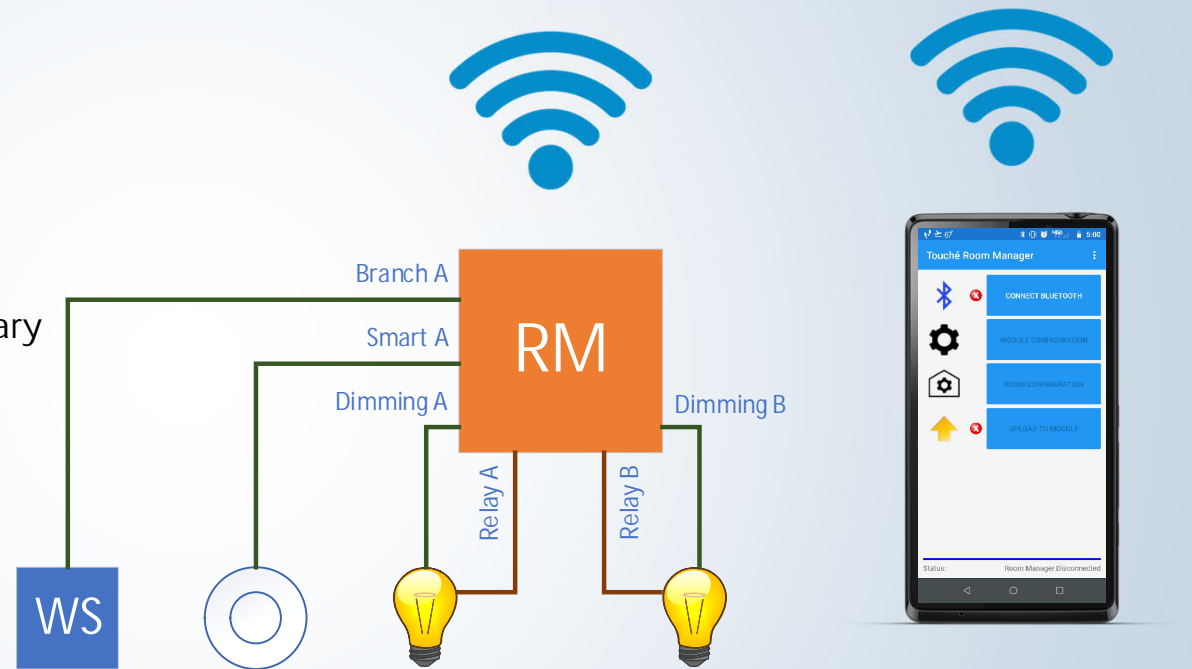 Branch A
ary
Smart A
RM
Dimming A
Dimming B
Relay A
Relay B
WS
67
5:00
Touché Room Manager
CONNECT BLUETOOTH
MODULE CONFIGURATION
ROOM CONFIGURATION
UPLOAD TO MODULE
Status:
Room Manager Disconnected